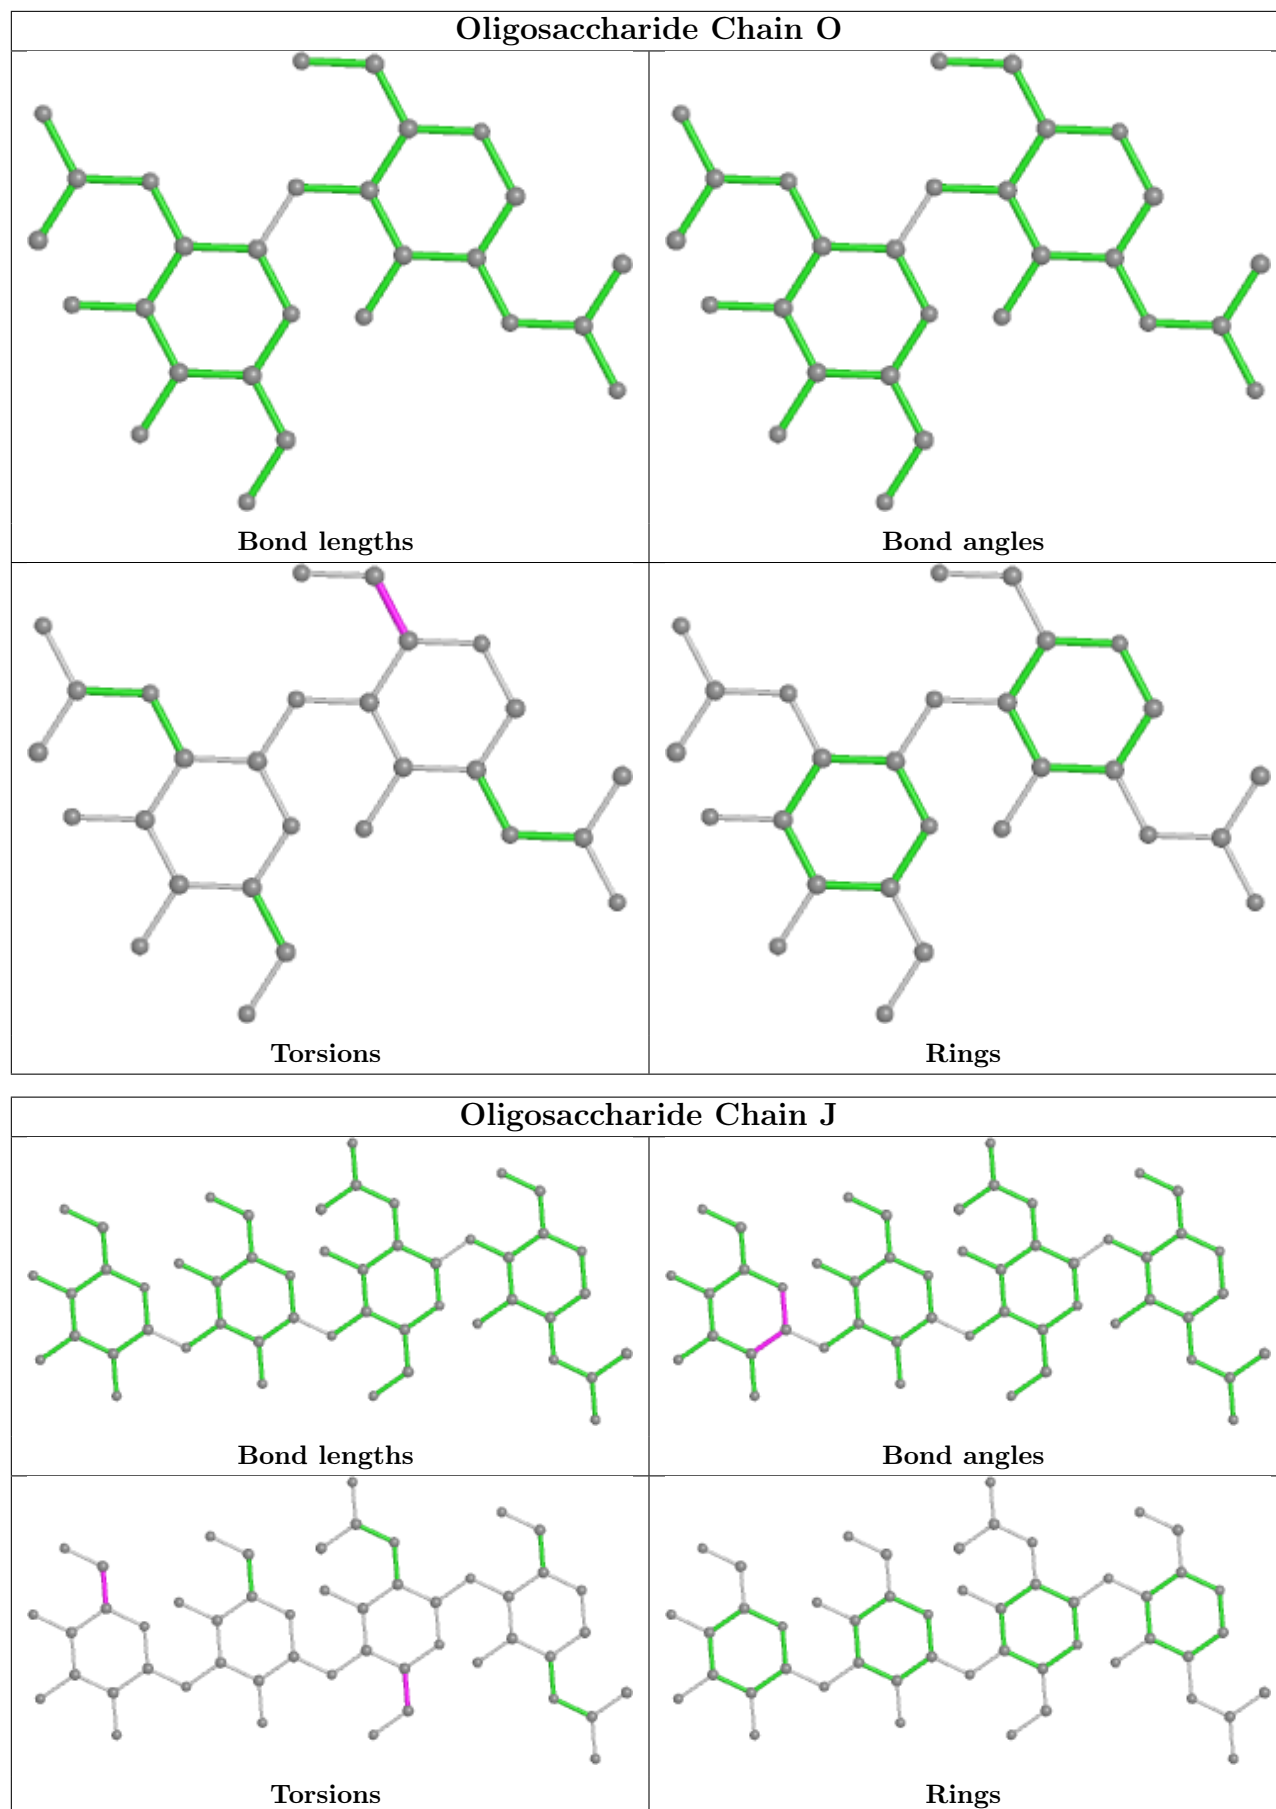 Oligosaccharide Chain O
Bond lengths
Bond angles
Torsions
Rings
Oligosaccharide Chain J
Bond lengths
Bond angles
Torsions
Rings